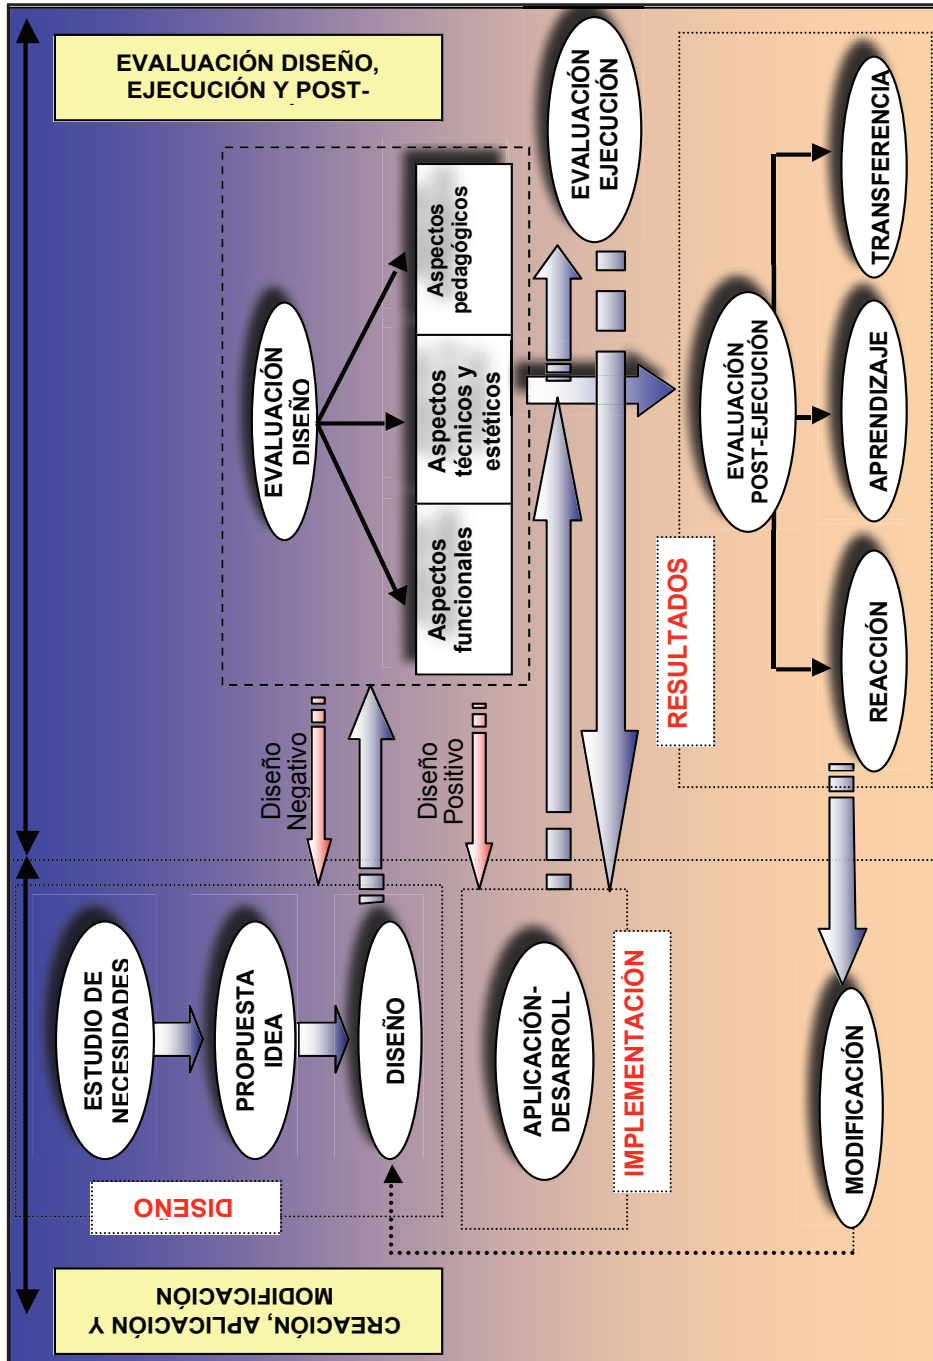 EVALUACIÓN DISEÑO,
EJECUCIÓN Y POST-
EVALUACIÓN
DISEÑO
Aspectos
funcionales
Aspectos
técnicos y
estéticos
Aspectos
pedagógicos
EVALUACIÓN
EJECUCIÓN
Diseño
Negativo
Diseño
Positivo
ESTUDIO DE
NECESIDADES
PROPUESTA
IDEA
DISEÑO
DISEÑO
APLICACIÓN-
DESARROLL
IMPLEMENTACIÓN
RESULTADOS
EVALUACIÓN
POST-EJECUCIÓN
REACCIÓN
APRENDIZAJE
TRANSFERENCIA
MODIFICACIÓN
CREACIÓN, APLICACIÓN Y
MODIFICACIÓN